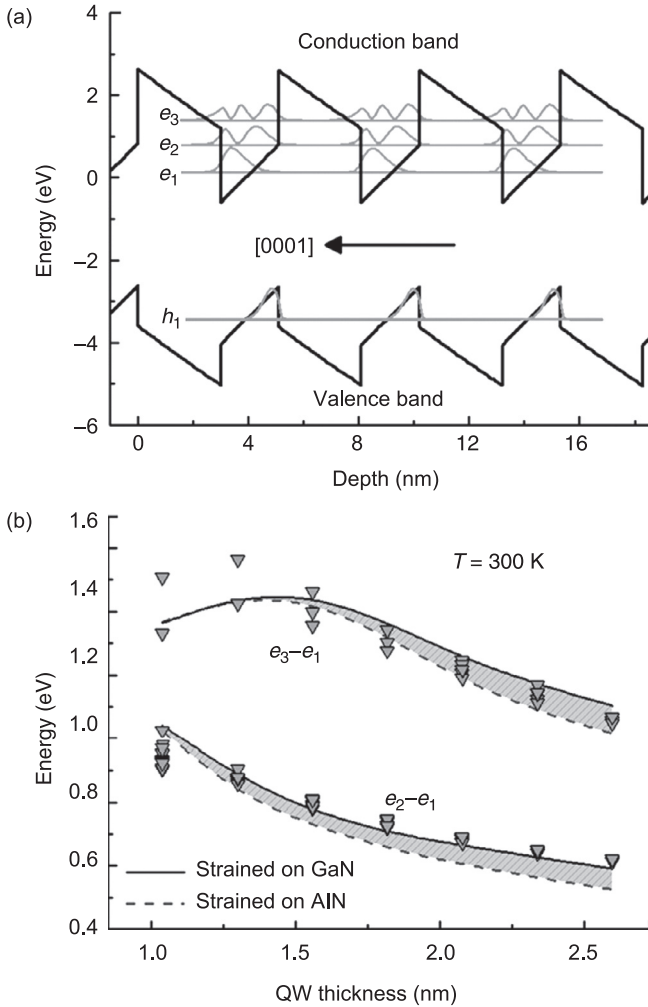 (a)
4
Conduction band
2
e3
e2
0
e1
Energy (eV)
[0001]
−2
h1
−4
Valence band
−6
0 4 8 12 16
Depth (nm)
(b)
1.6
T = 300 K
1.4
e3–e1
1.2
Energy (eV)
1.0
e2–e1
0.8
0.6
Strained on GaN
Strained on AlN
0.4
1.0 1.5 2.0 2.5
QW thickness (nm)